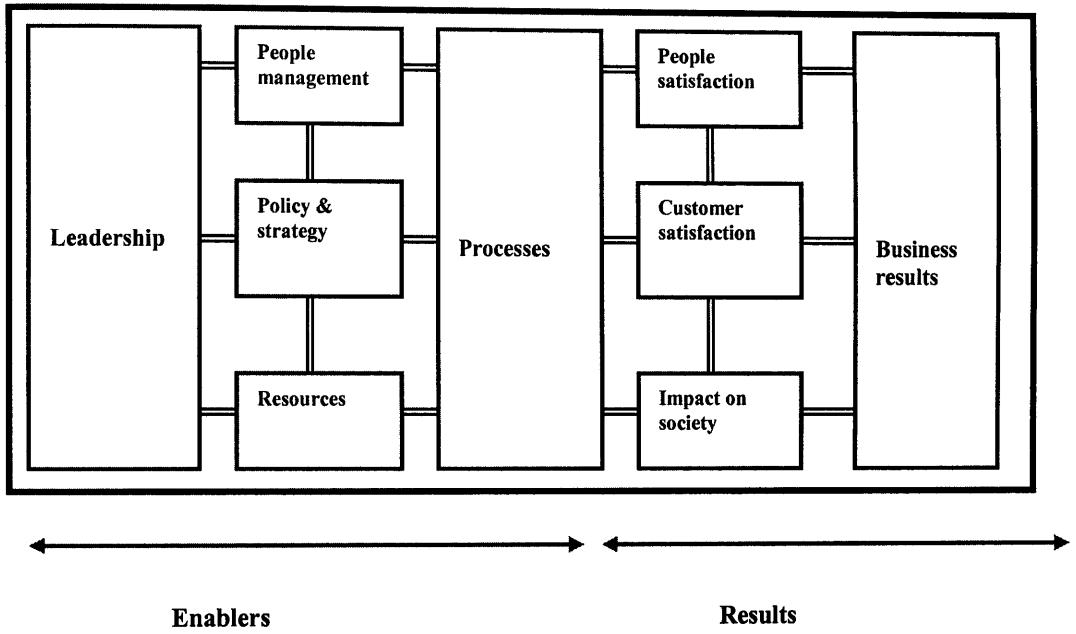 Leadership
People
management
Policy &
strategy
Resources
Processes
People
satisfaction
Customer
satisfaction
Impact on
society
Business
results
Enablers
Results